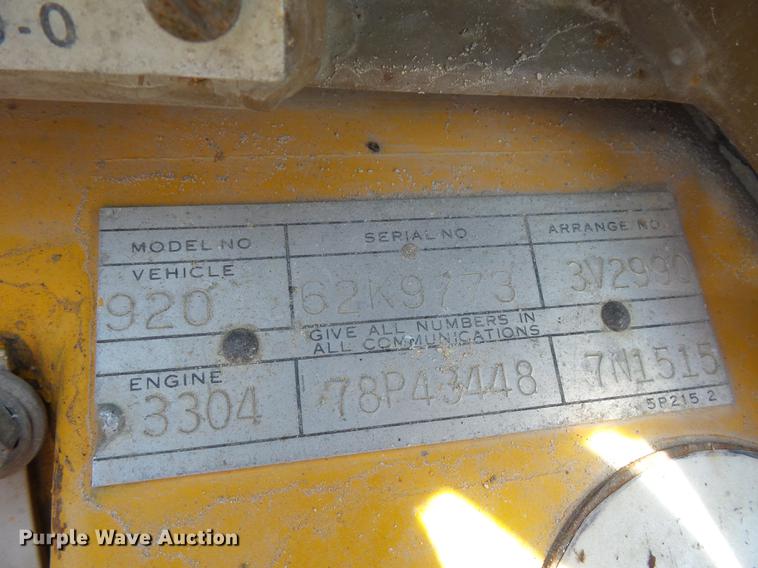 -0
MODEL NO SERIAL NO ARRANGE NO.
VEHICLE
920 62K9773 3V2990
GIVE ALL NUMBERS IN
ALL COMMUNICATIONS
ENGINE
3304 78P43448 7N1515
5P215 2
Purple Wave Auction